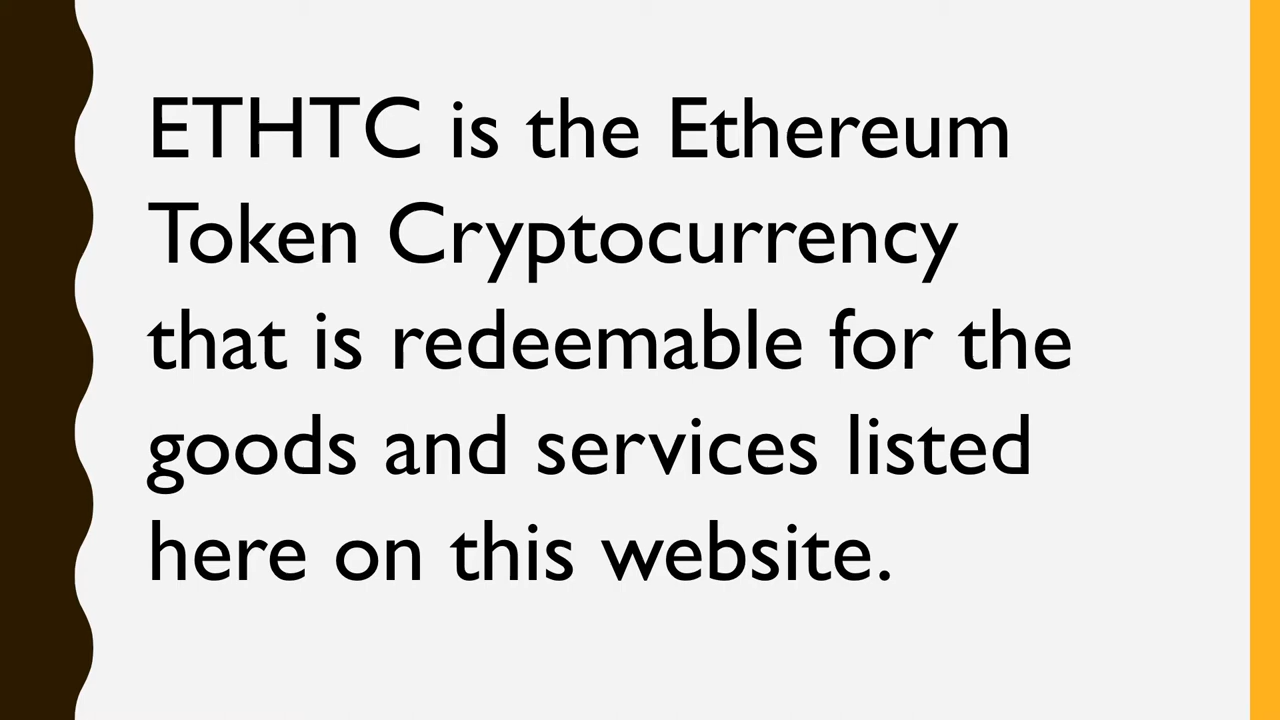 ETHTC is the Ethereum
Token Cryptocurrency
that is redeemable for the
goods and services listed
here on this website.